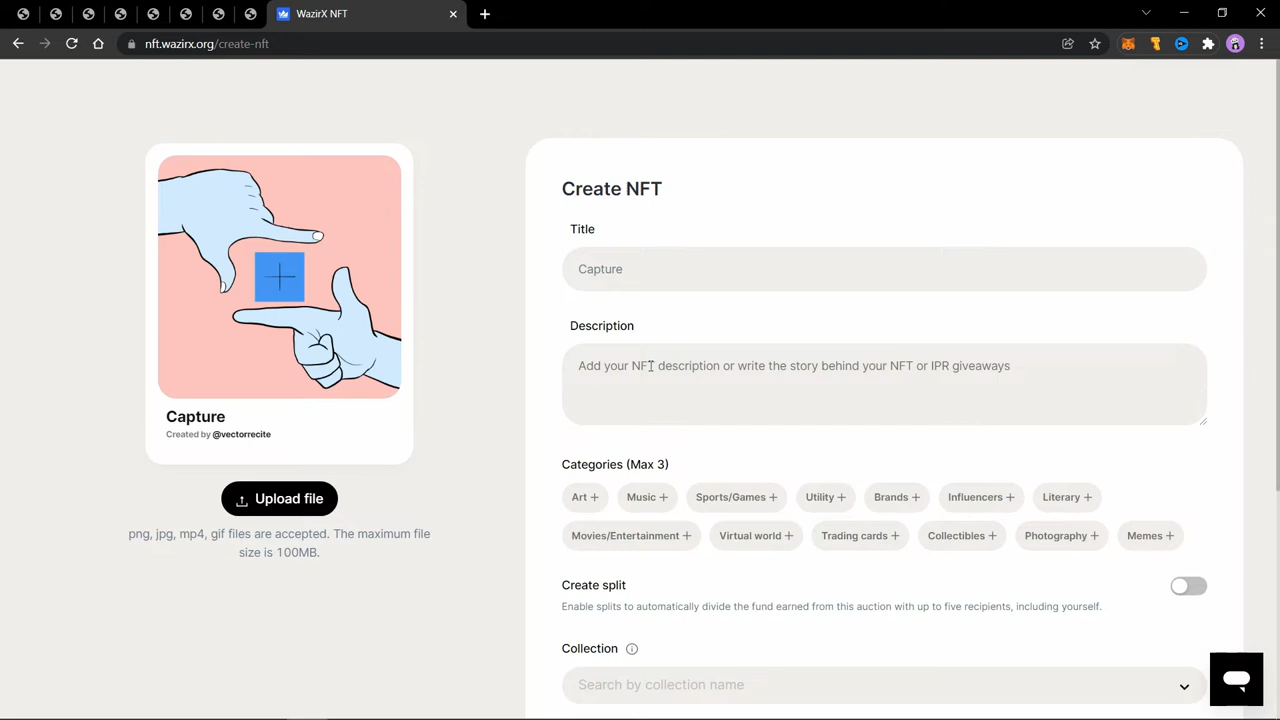 WazirX NFT
nft.wazirx.org/create-nft
Capture
Created by @vectorrecite
Upload file
png, jpg, mp4, gif files are accepted. The maximum file
size is 100MB.
Create NFT
Title
Capture
Description
Add your NFT description or write the story behind your NFT or IPR giveaways
Categories (Max 3)
Art + Music + Sports/Games + Utility + Brands + Influencers + Literary +
Movies/Entertainment + Virtual world + Trading cards + Collectibles + Photography + Memes +
Create split
Enable splits to automatically divide the fund earned from this auction with up to five recipients, including yourself.
Collection
Search by collection name